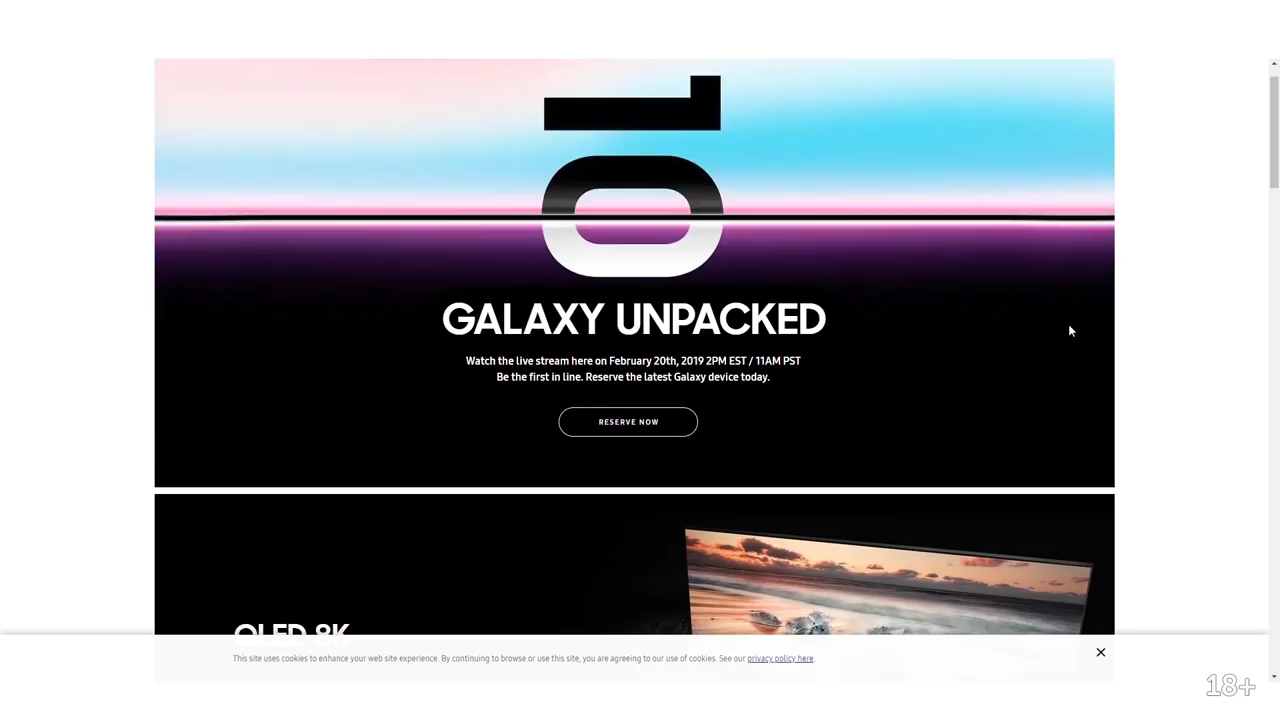 10
GALAXY UNPACKED
Watch the live stream here on February 20th, 2019 2PM EST / 11AM PST
Be the first in line. Reserve the latest Galaxy device today.
RESERVE NOW
QLED 8K
This site uses cookies to enhance your web site experience. By continuing to browse or use this site, you are agreeing to our use of cookies. See our privacy policy here.
18+